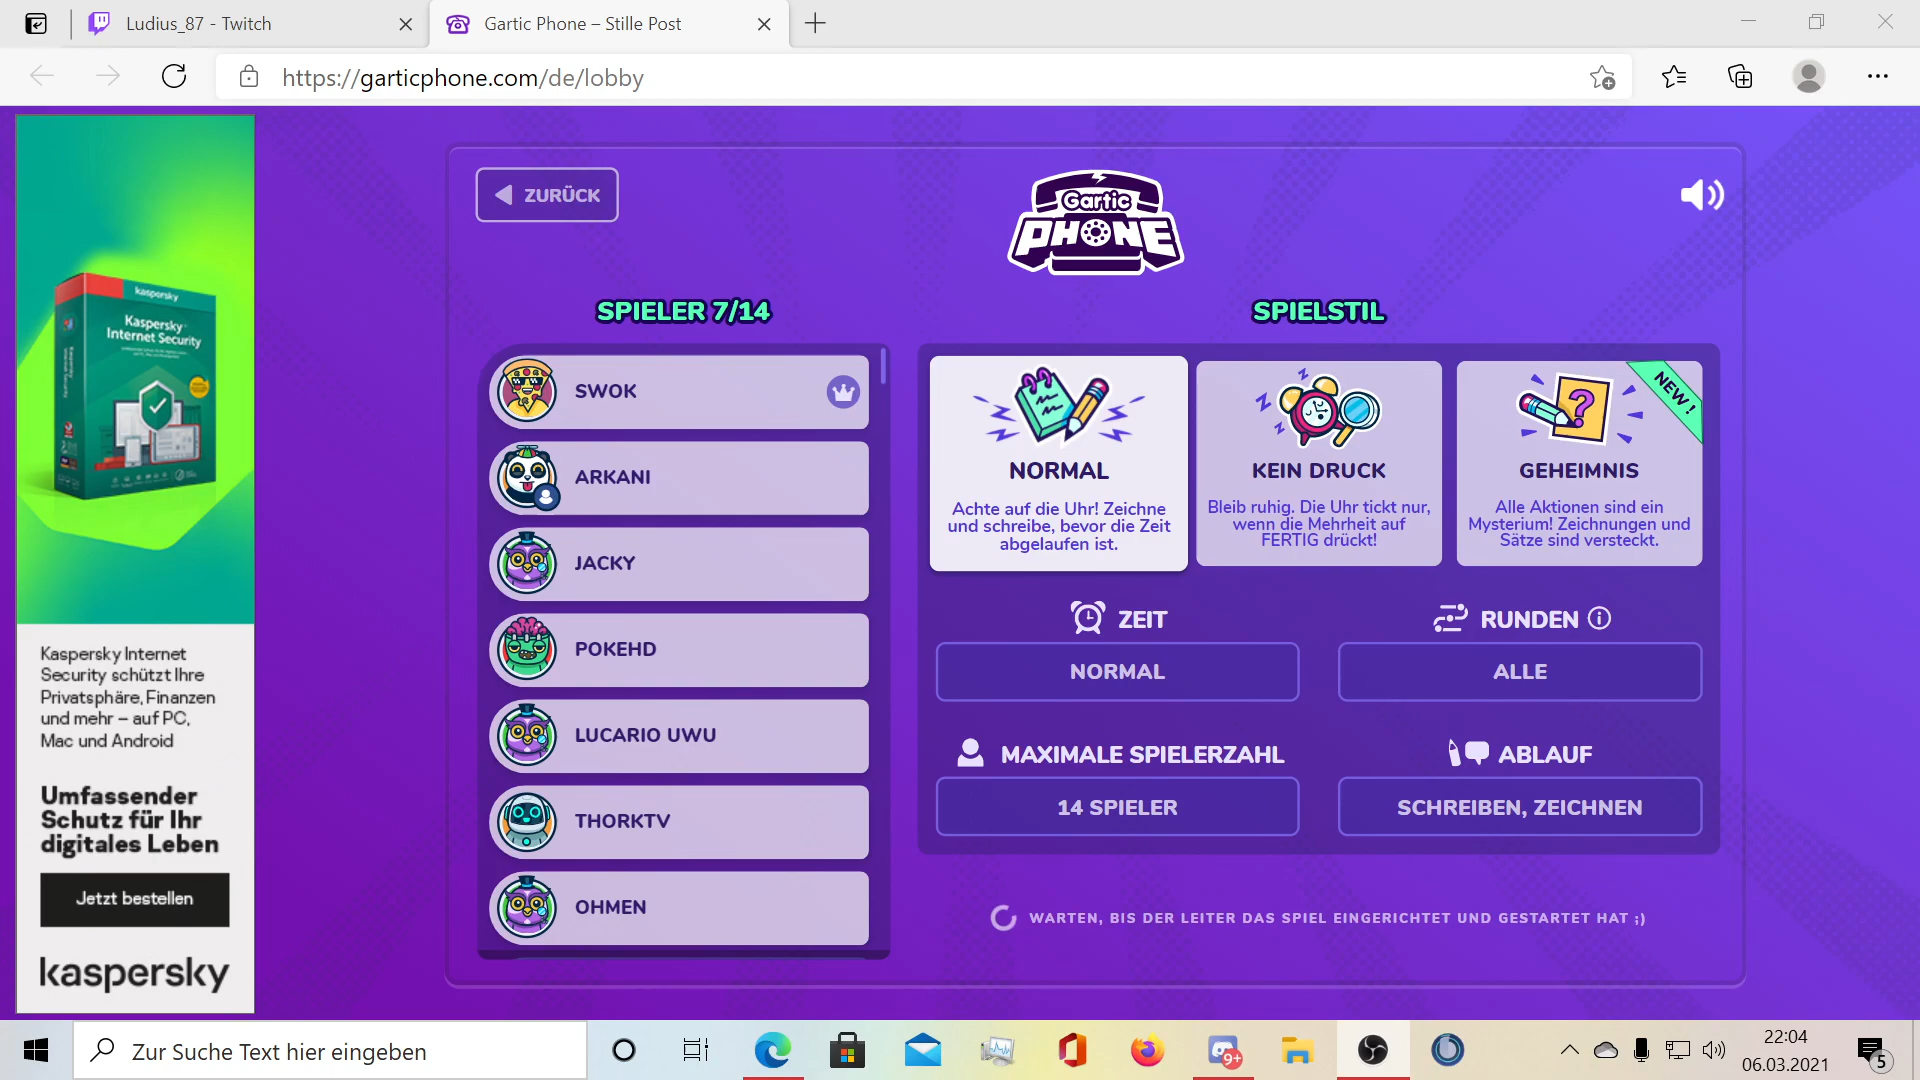 Ludius_87 - Twitch
Gartic Phone – Stille Post
https://garticphone.com/de/lobby
ZURÜCK
Gartic
PHONE
SPIELER 7/14
SWOK
ARKANI
JACKY
POKEHD
LUCARIO UWU
THORKTV
OHMEN
SPIELSTIL
NORMAL
Achte auf die Uhr! Zeichne
und schreibe, bevor die Zeit
abgelaufen ist.
KEIN DRUCK
Bleib ruhig. Die Uhr tickt nur,
wenn die Mehrheit auf
FERTIG drückt!
NEW!
GEHEIMNIS
Alle Aktionen sind ein
Mysterium! Zeichnungen und
Sätze sind versteckt.
ZEIT
NORMAL
RUNDEN
ALLE
MAXIMALE SPIELERZAHL
14 SPIELER
ABLAUF
SCHREIBEN, ZEICHNEN
WARTEN, BIS DER LEITER DAS SPIEL EINGERICHTET UND GESTARTET HAT ;)
kaspersky
Kaspersky
Internet Security
Kaspersky Internet
Security schützt Ihre
Privatsphäre, Finanzen
und mehr – auf PC,
Mac und Android
Umfassender
Schutz für Ihr
digitales Leben
Jetzt bestellen
kaspersky
Zur Suche Text hier eingeben
9+
22:04
06.03.2021
5